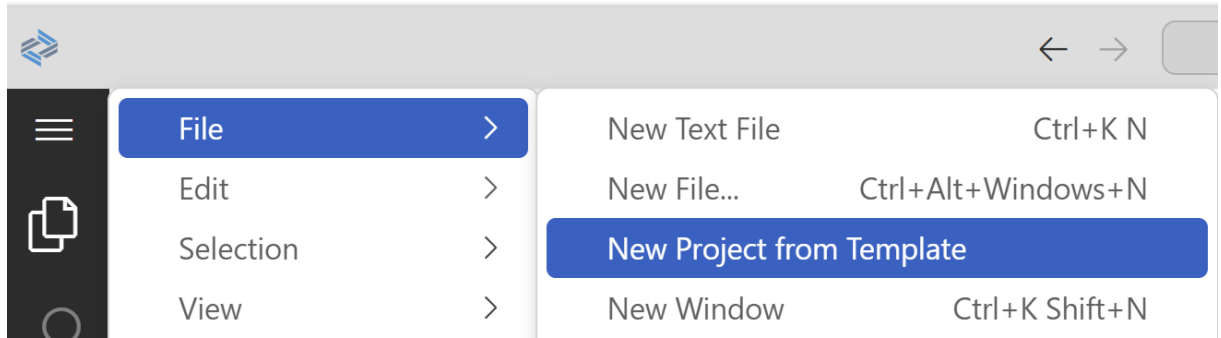 File
Edit
Selection
View
New Text File Ctrl+K N
New File... Ctrl+Alt+Windows+N
New Project from Template
New Window Ctrl+K Shift+N